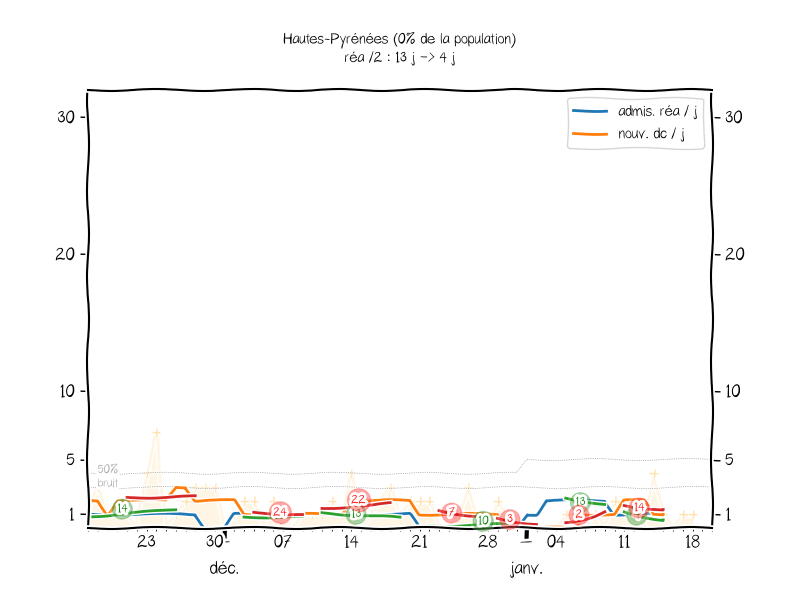 Hautes-Pyrénées (0% de la population)
réa /2 : 13 j -> 4 j
admis. réa / j
nouv. dc / j
30 30
20 20
10 10
5 5
1 1
50%
bruit
14 24 22 13 7 10 3 13 2 14
23 30 07 14 21 28 04 11 18
déc. janv.